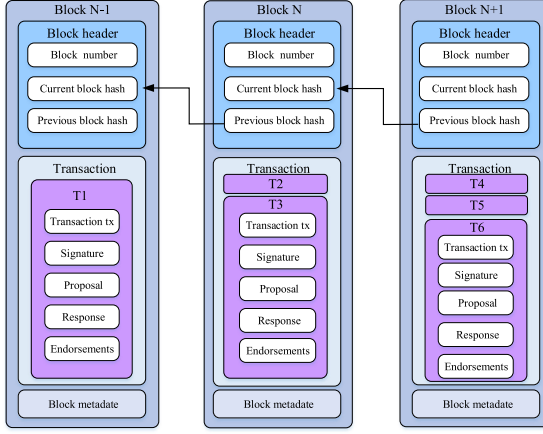 Block N-1
Block header
Block number
Current block hash
Previous block hash
Transaction
T1
Transaction tx
Signature
Proposal
Response
Endorsements
Block metadate
Block N
Block header
Block number
Current block hash
Previous block hash
Transaction
T2
T3
Transaction tx
Signature
Proposal
Response
Endorsements
Block metadate
Block N+1
Block header
Block number
Current block hash
Previous block hash
Transaction
T4
T5
T6
Transaction tx
Signature
Proposal
Response
Endorsements
Block metadate